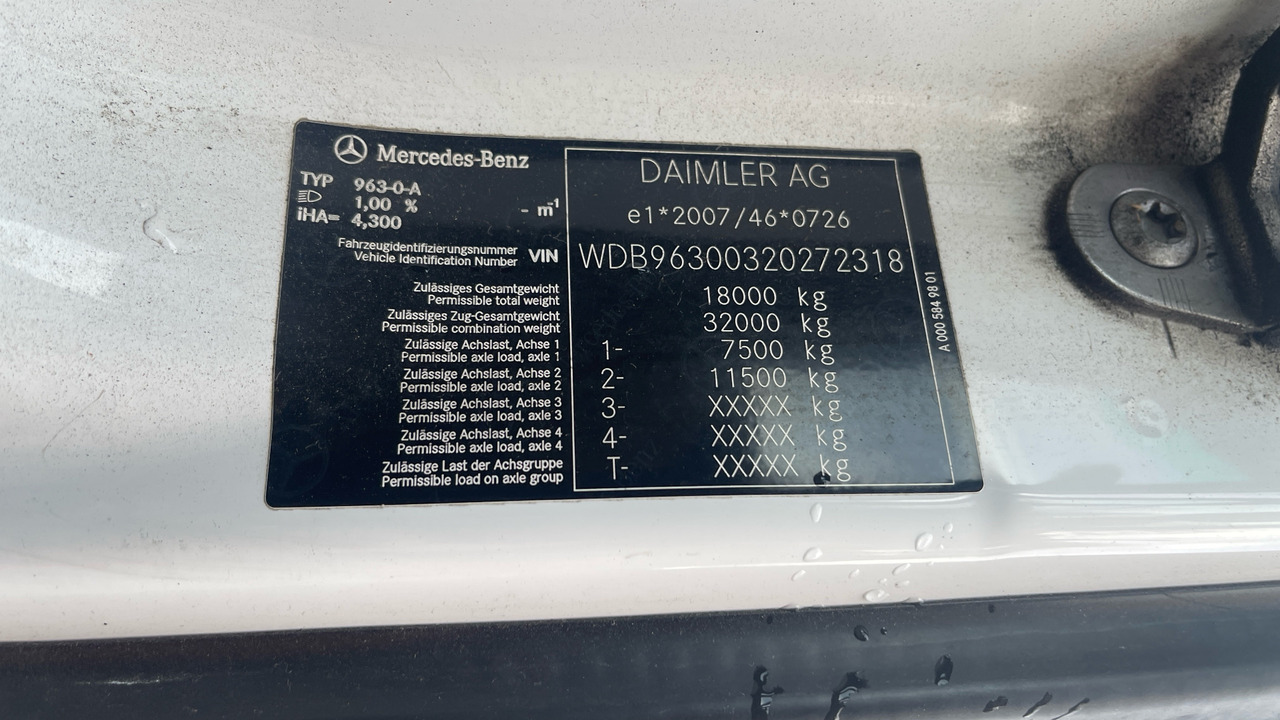 Mercedes-Benz
TYP 963-0-A
1,00 % - m⁻¹
iHA= 4,300
DAIMLER AG
e1*2007/46*0726
Fahrzeugidentifizierungsnummer
Vehicle Identification Number VIN WDB96300320272318
Zulässiges Gesamtgewicht
Permissible total weight 18000 kg
Zulässiges Zug-Gesamtgewicht
Permissible combination weight 32000 kg
Zulässige Achslast, Achse 1
Permissible axle load, axle 1 1- 7500 kg
Zulässige Achslast, Achse 2
Permissible axle load, axle 2 2- 11500 kg
Zulässige Achslast, Achse 3
Permissible axle load, axle 3 3- XXXXX kg
Zulässige Achslast, Achse 4
Permissible axle load, axle 4 4- XXXXX kg
Zulässige Last der Achsgruppe
Permissible load on axle group T- XXXXX kg
A 000 584 98 01